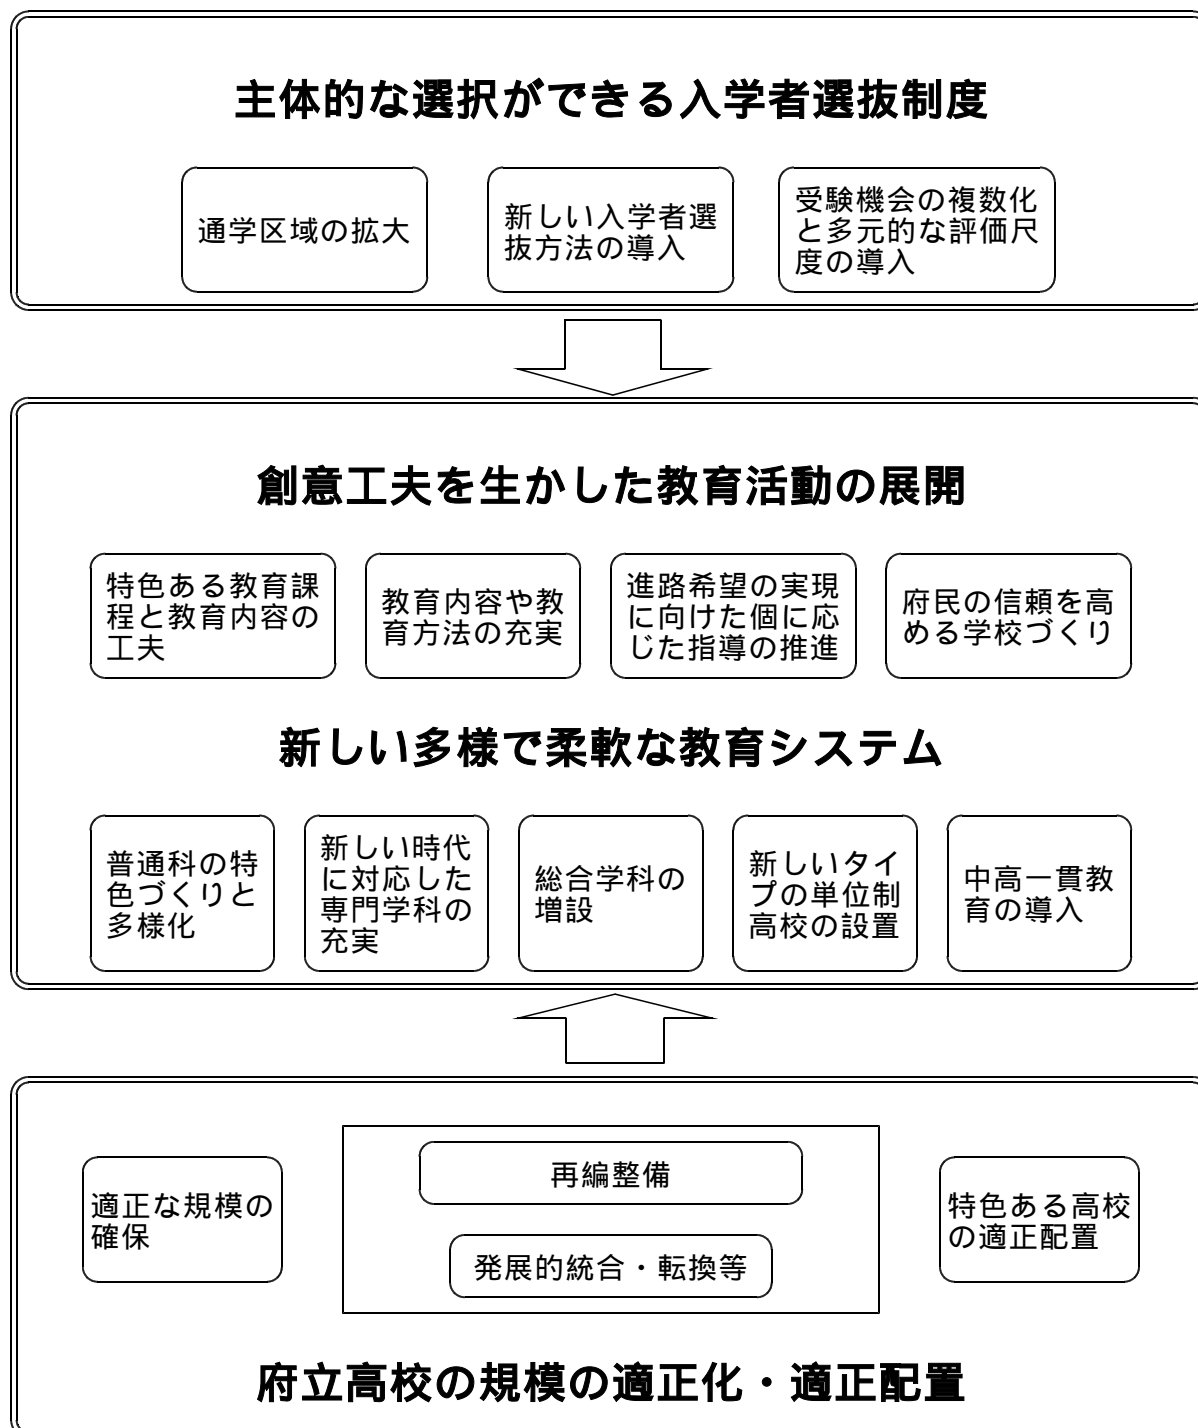 主体的な選択ができる入学者選抜制度
通学区域の拡大
新しい入学者選
抜方法の導入
受験機会の複数化
と多元的な評価尺
度の導入
創意工夫を生かした教育活動の展開
特色ある教育課
程と教育内容の
工夫
教育内容や教
育方法の充実
進路希望の実現
に向けた個に応
じた指導の推進
府民の信頼を高
める学校づくり
新しい多様で柔軟な教育システム
普通科の特
色づくりと
多様化
新しい時代
に対応した
専門学科の
充実
総合学科の
増設
新しいタイ
プの単位制
高校の設置
中高一貫教
育の導入
適正な規模の
確保
再編整備
発展的統合・転換等
特色ある高校
の適正配置
府立高校の規模の適正化・適正配置